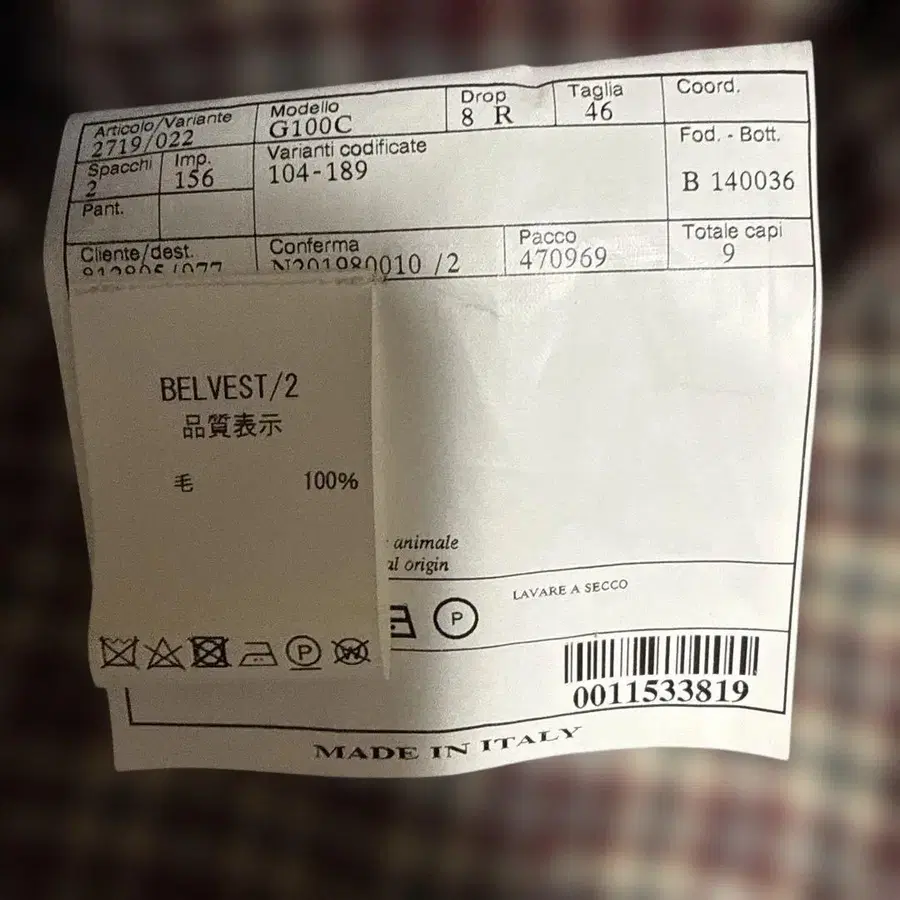 Articolo/Variante Modello Drop Taglia Coord.
2719/022 G100C 8 R 46
Spacchi Imp. Varianti codificate Fod. - Bott.
2 156 104-189 B 140036
Pant.
Cliente/dest. Conferma Pacco Totale capi
N201980010 /2 470969 9
BELVEST/2
品質表示
毛 100%
animale
origin
LAVARE A SECCO
P
P W
0011533819
MADE IN ITALY